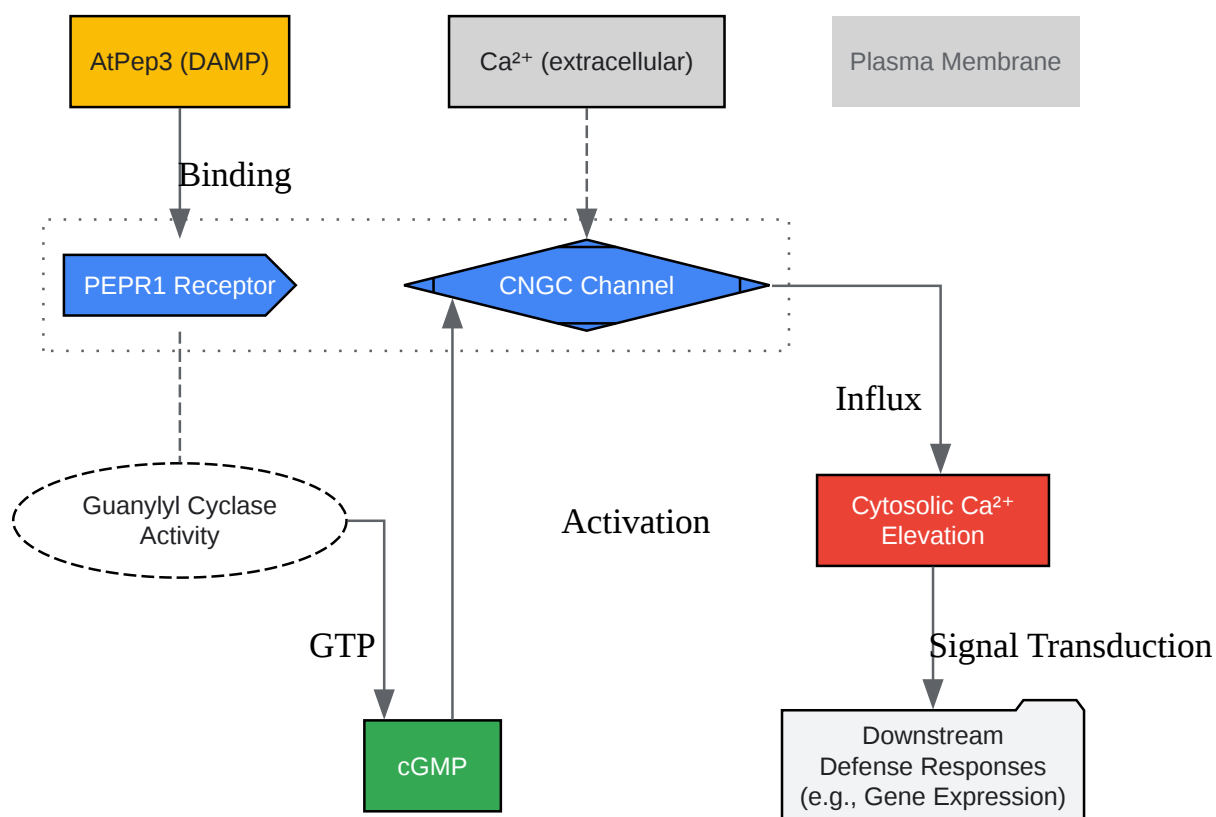 AtPep3 (DAMP)
Ca²⁺ (extracellular)
Plasma Membrane
Binding
PEPR1 Receptor
CNGC Channel
Influx
Guanylyl Cyclase
Activity
Activation
Cytosolic Ca²⁺
Elevation
GTP
Signal Transduction
cGMP
Downstream
Defense Responses
(e.g., Gene Expression)